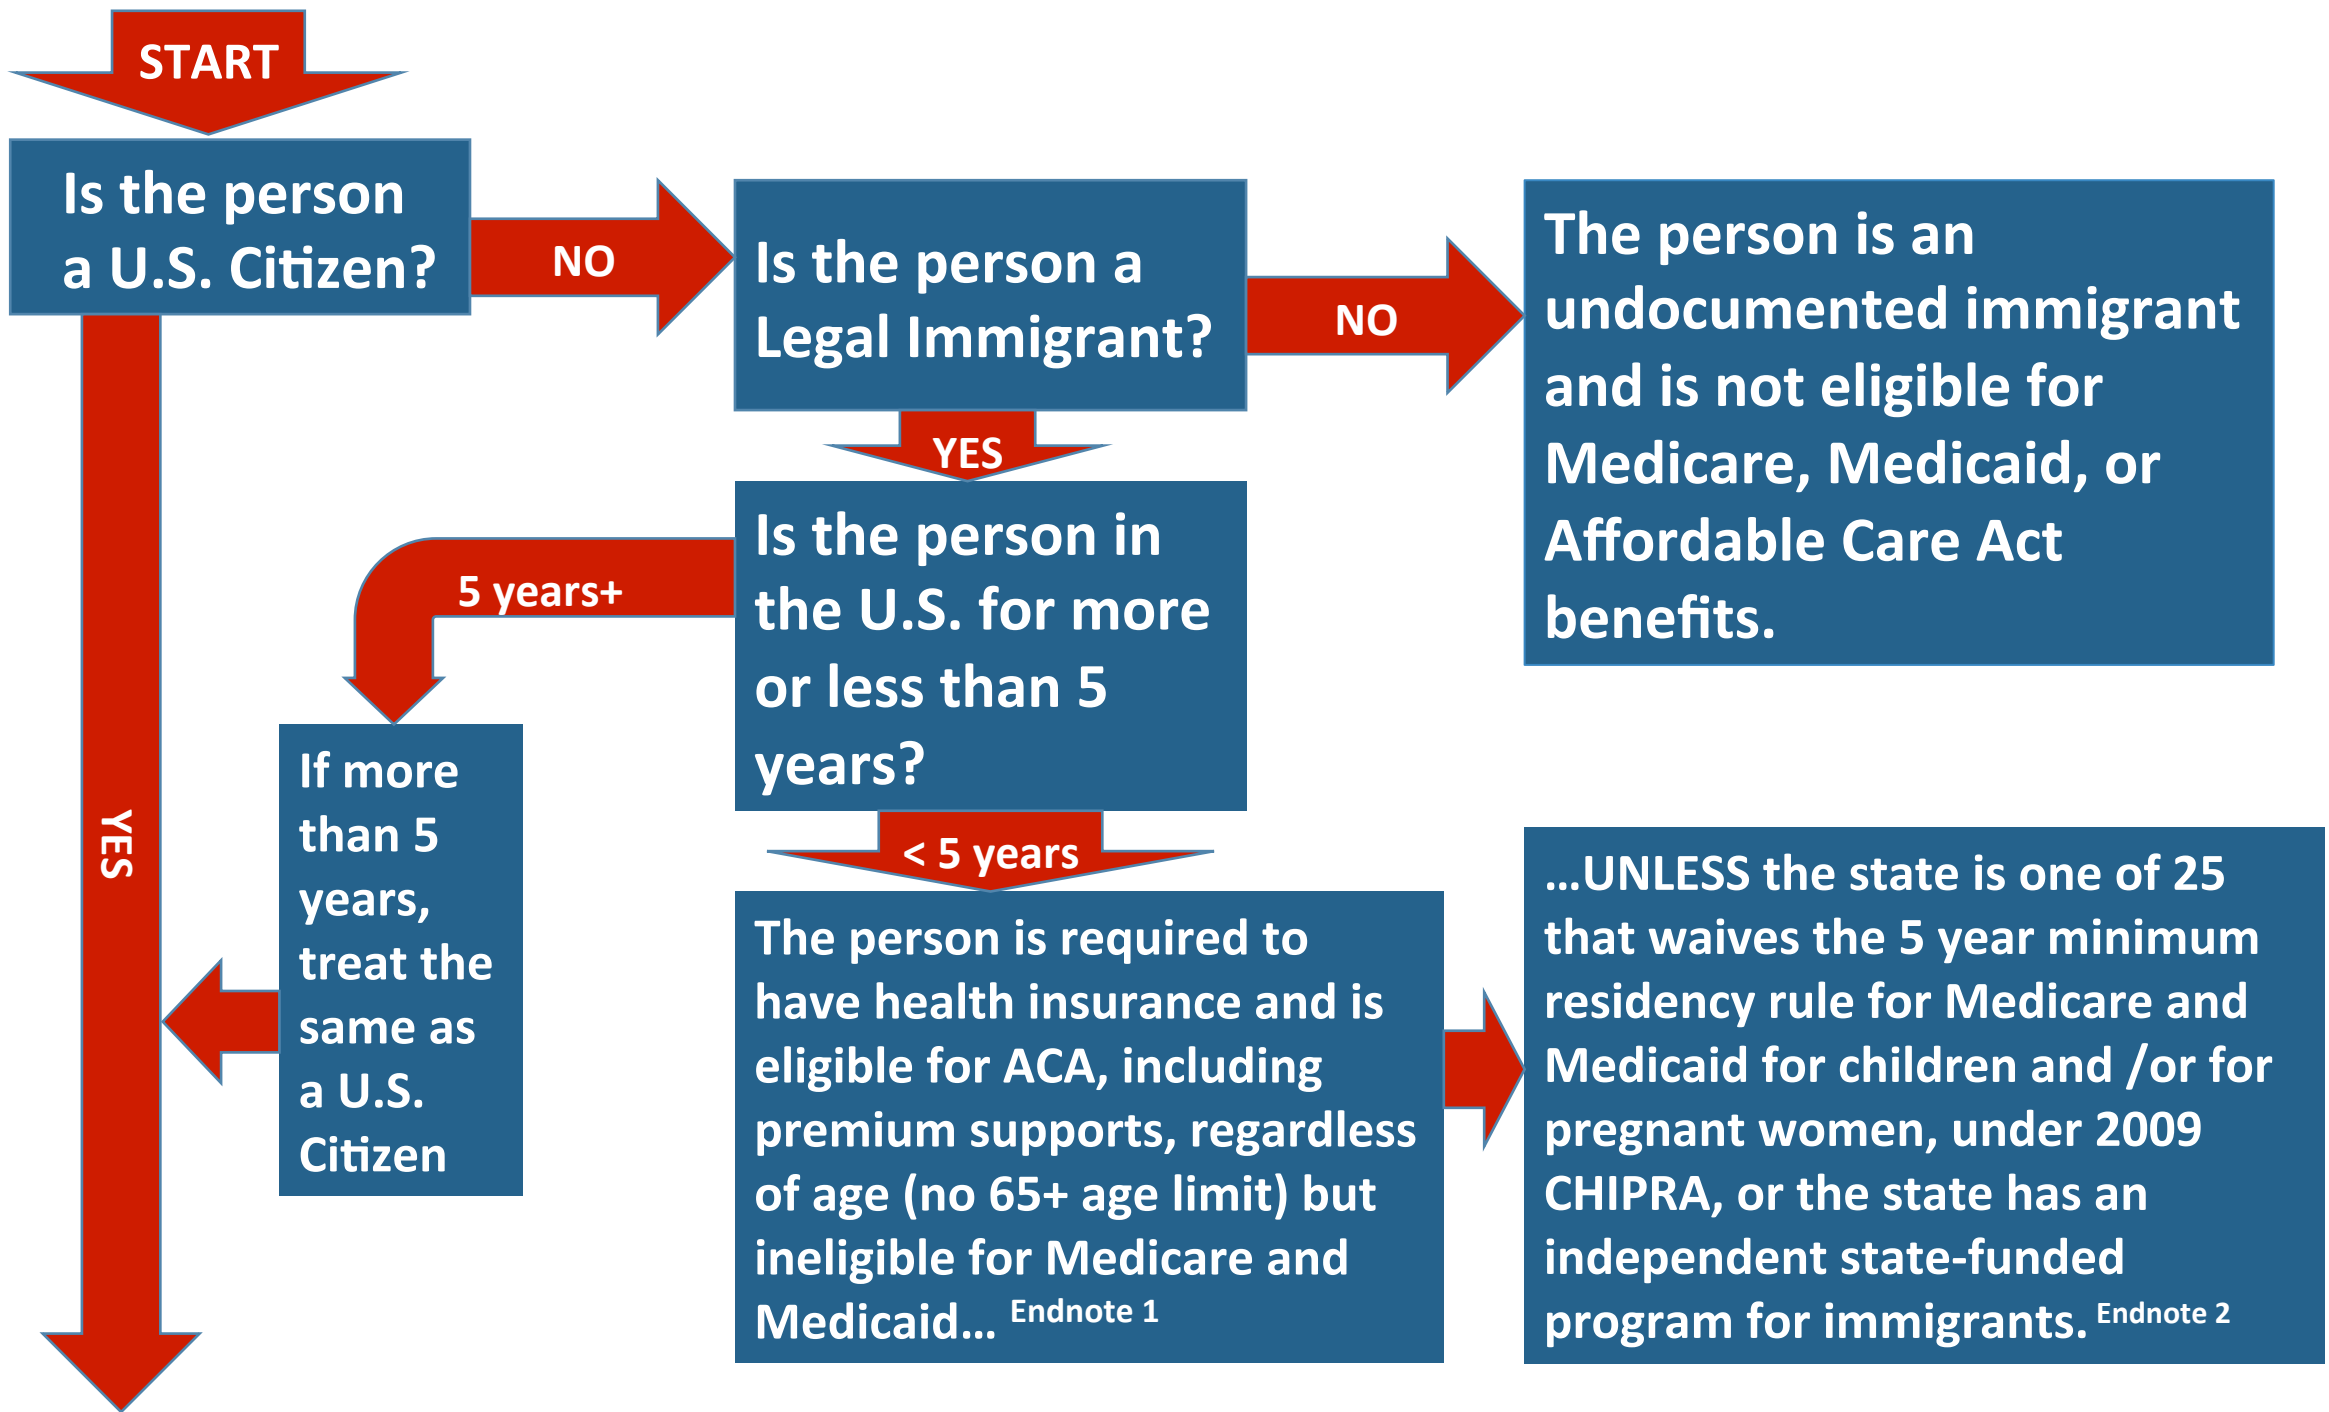 START
Is the person
a U.S. Citizen?
NO
Is the person a
Legal Immigrant?
NO
The person is an
undocumented immigrant
and is not eligible for
Medicare, Medicaid, or
Affordable Care Act
benefits.
YES
Is the person in
the U.S. for more
or less than 5
years?
5 years+
If more
than 5
years,
treat the
same as
a U.S.
Citizen
YES
< 5 years
The person is required to
have health insurance and is
eligible for ACA, including
premium supports, regardless
of age (no 65+ age limit) but
ineligible for Medicare and
Medicaid... Endnote 1
...UNLESS the state is one of 25
that waives the 5 year minimum
residency rule for Medicare and
Medicaid for children and /or for
pregnant women, under 2009
CHIPRA, or the state has an
independent state-funded
program for immigrants. Endnote 2